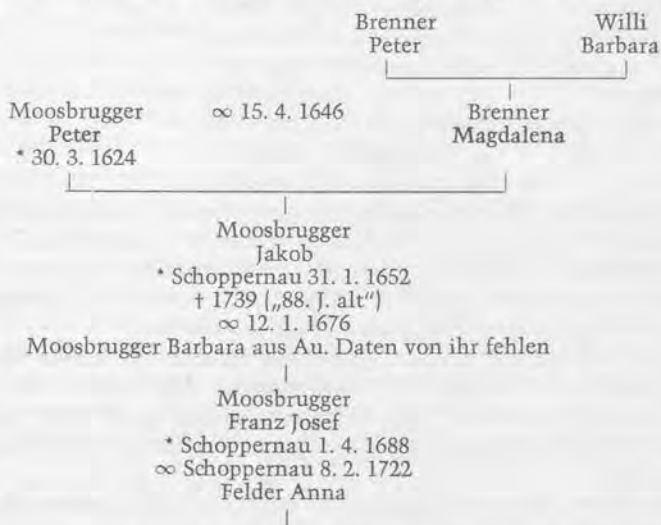 Brenner Willi
Peter Barbara
Moosbrugger ∞ 15. 4. 1646 Brenner
Peter Magdalena
* 30. 3. 1624
Moosbrugger
Jakob
* Schoppernau 31. 1. 1652
† 1739 („88. J. alt“)
∞ 12. 1. 1676
Moosbrugger Barbara aus Au. Daten von ihr fehlen
Moosbrugger
Franz Josef
* Schoppernau 1. 4. 1688
∞ Schoppernau 8. 2. 1722
Felder Anna